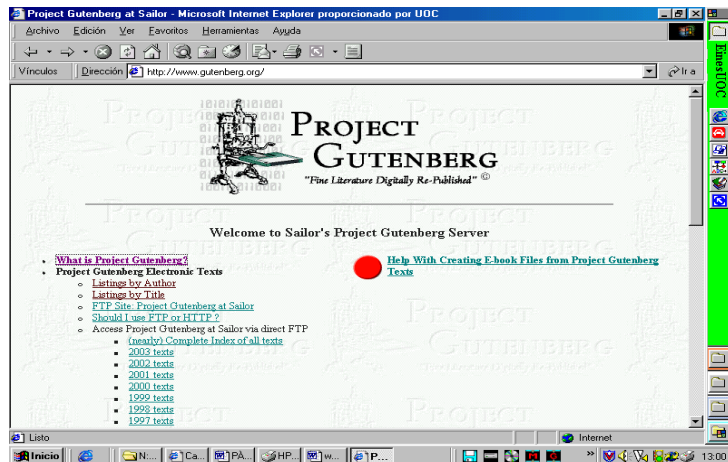 Project Gutenberg at Sailor - Microsoft Internet Explorer proporcionado por UOC
Archivo Edición Ver Favoritos Herramientas Ayuda
Vínculos Dirección http://www.gutenberg.org/ Ir a
EinesUOC
PROJECT
GUTENBERG
"Fine Literature Digitally Re-Published" ©
Welcome to Sailor's Project Gutenberg Server
What is Project Gutenberg?
Project Gutenberg Electronic Texts
Listings by Author
Listings by Title
FTP Site: Project Gutenberg at Sailor
Should I use FTP or HTTP ?
Access Project Gutenberg at Sailor via direct FTP
(nearly) Complete Index of all texts
2003 texts
2002 texts
2001 texts
2000 texts
1999 texts
1998 texts
1997 texts
Help With Creating E-book Files from Project Gutenberg
Texts
Listo Internet
Inicio N:... Ca... PÀ... HP... w... P... » 13:00